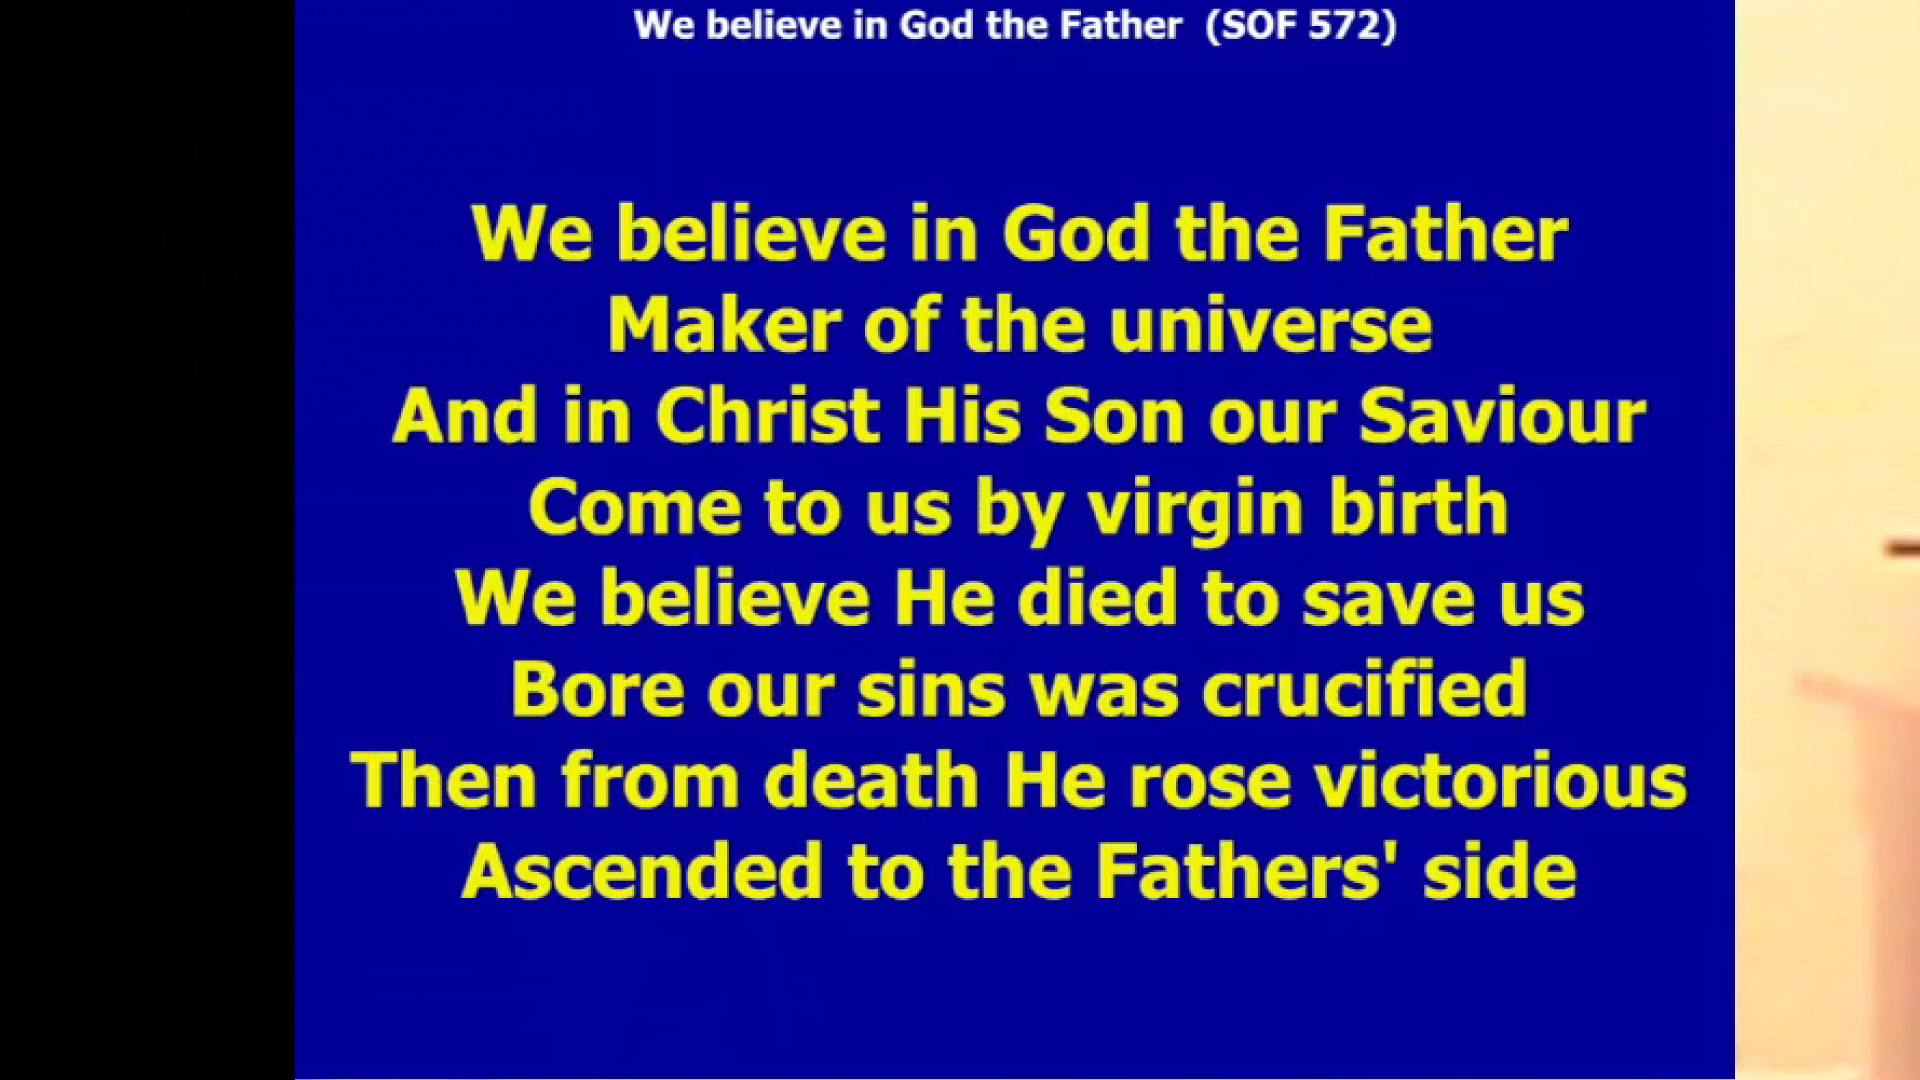 We believe in God the Father (SOF 572)
We believe in God the Father
Maker of the universe
And in Christ His Son our Saviour
Come to us by virgin birth
We believe He died to save us
Bore our sins was crucified
Then from death He rose victorious
Ascended to the Fathers' side